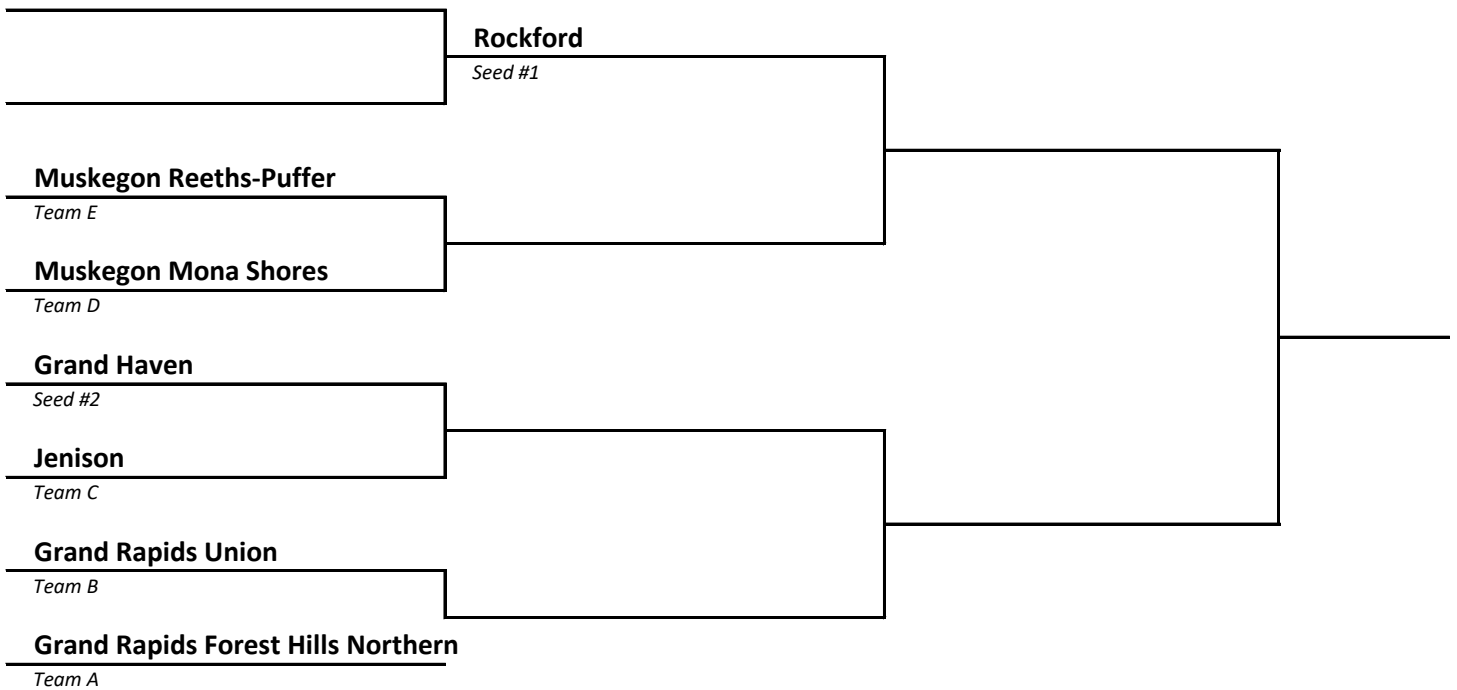 Rockford
Seed #1
Muskegon Reeths-Puffer
Team E
Muskegon Mona Shores
Team D
Grand Haven
Seed #2
Jenison
Team C
Grand Rapids Union
Team B
Grand Rapids Forest Hills Northern
Team A